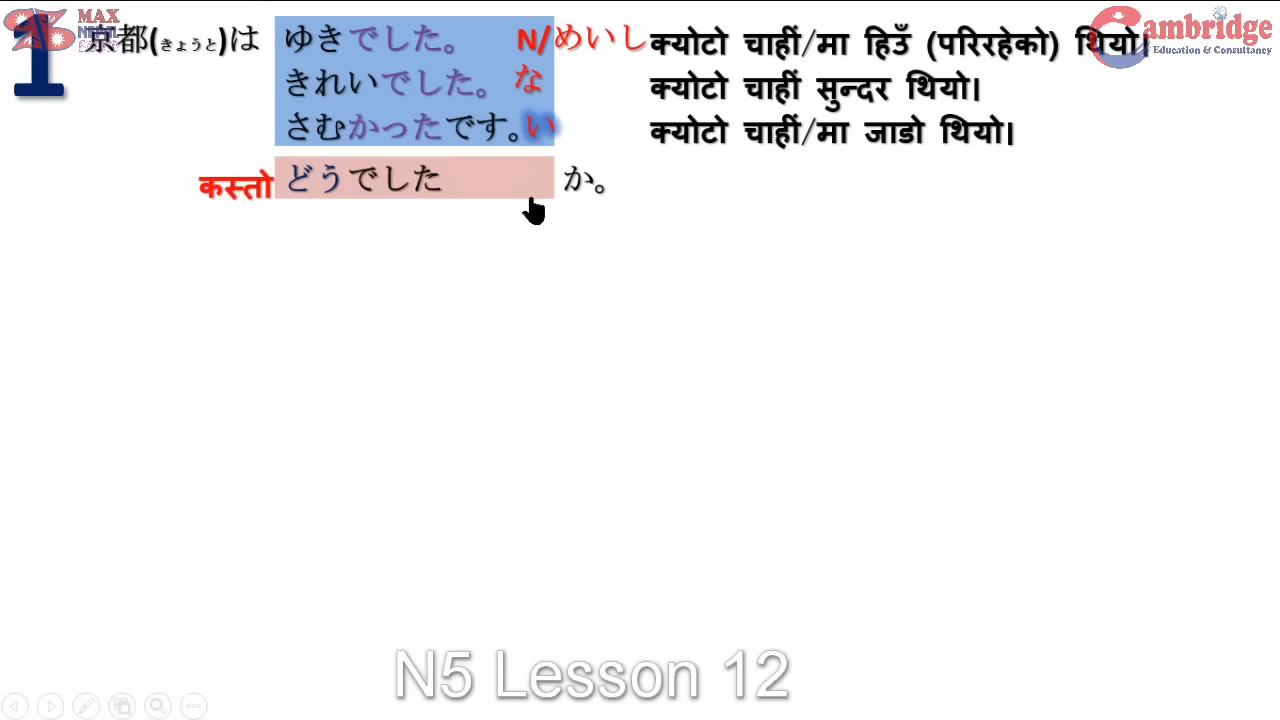 1
MAX
京都(きょうと)は ゆきでした。 N/めいし क्योटो चाहीं/मा हिउँ (परिरहेको) थियो।
きれいでした。 な क्योटो चाहीं सुन्दर थियो।
さむかったです。 い क्योटो चाहीं/मा जाडो थियो।
कस्तो どうでした か。
Cambridge
Education & Consultancy
N5 Lesson 12